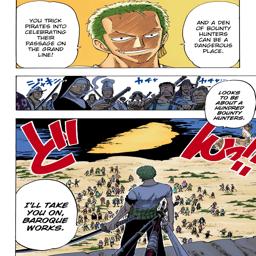 YOU TRICK
PIRATES INTO
CELEBRATING
THEIR
PASSAGE ON
THE GRAND
LINE!
AND A DEN
OF BOUNTY
HUNTERS
CAN BE A
DANGEROUS
PLACE.
LOOKS
TO BE
ABOUT A
HUNDRED
BOUNTY
HUNTERS.
I'LL TAKE
YOU ON,
BAROQUE
WORKS.